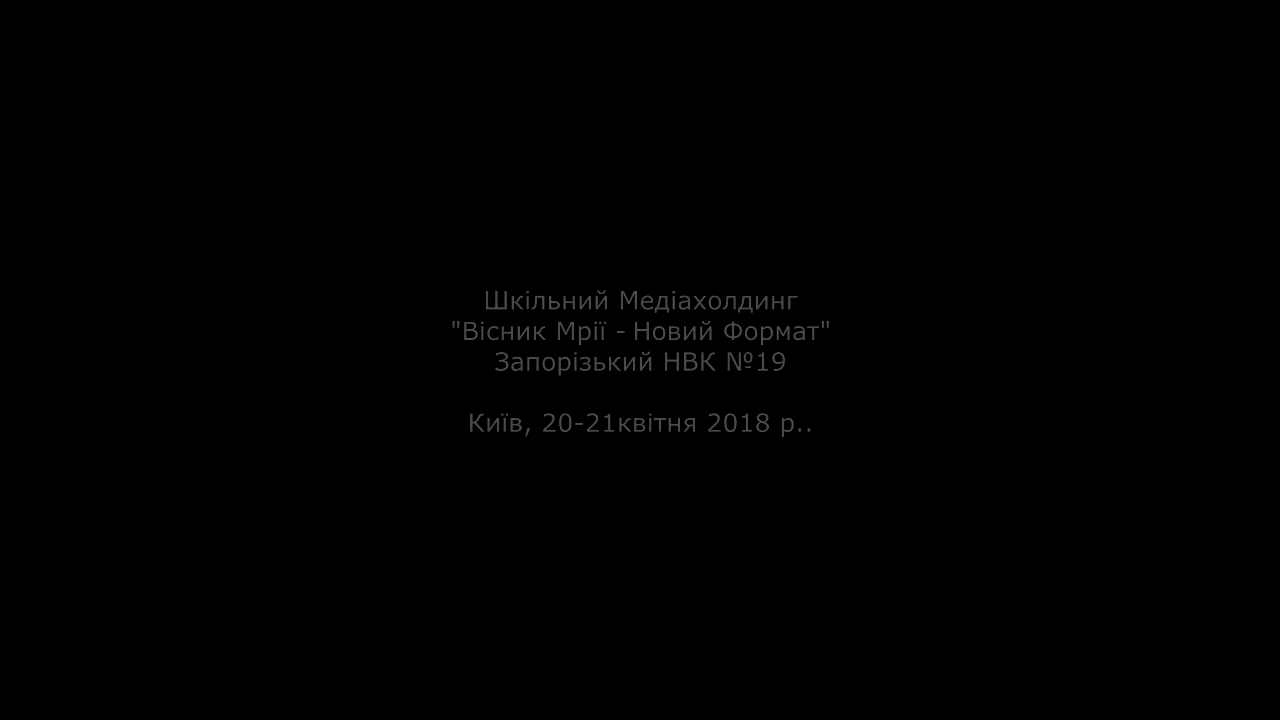 Шкільний Медіахолдинг
"Вісник Мрії - Новий Формат"
Запорізький НВК №19
Київ, 20-21квітня 2018 р..